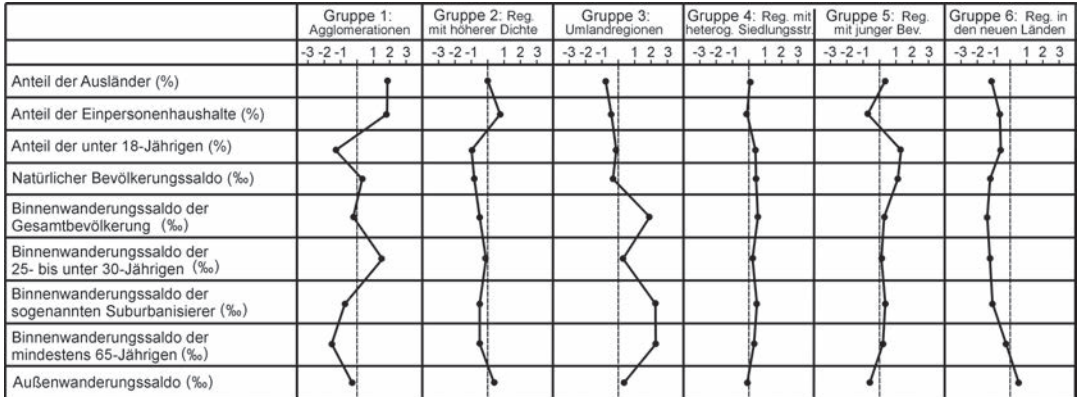 Gruppe 1:
Agglomerationen
Gruppe 2: Reg.
mit höherer Dichte
Gruppe 3:
Umlandregionen
Gruppe 4: Reg. mit
heterog. Siedlungsstr.
Gruppe 5: Reg.
mit junger Bev.
Gruppe 6: Reg. in
den neuenLänden
-3 -2 -1 1 2 3
-3 -2 -1 1 2 3
-3 -2 -1 1 2 3
-3 -2 -1 1 2 3
-3 -2 -1 1 2 3
-3 -2 -1 1 2 3
Anteil der Ausländer (%)
Anteil der Einpersonenhaushalte (%)
Anteil der unter 18-Jährigen (%)
Natürlicher Bevölkerungssaldo (‰)
Binnenwanderungssaldo der
Gesamtbevölkerung (‰)
Binnenwanderungssaldo der
25- bis unter 30-Jährigen (‰)
Binnenwanderungssaldo der
sogenannten Suburbanisierer (‰)
Binnenwanderungssaldo der
mindestens 65-Jährigen (‰)
Außenwanderungssaldo (‰)